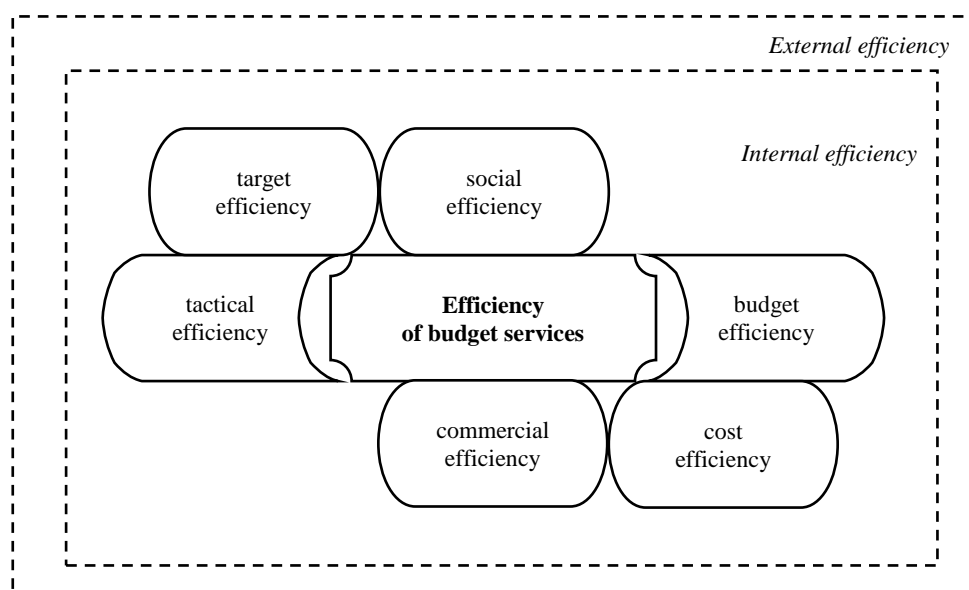 External efficiency
Internal efficiency
target
efficiency
social
efficiency
tactical
efficiency
Efficiency
of budget services
budget
efficiency
commercial
efficiency
cost
efficiency